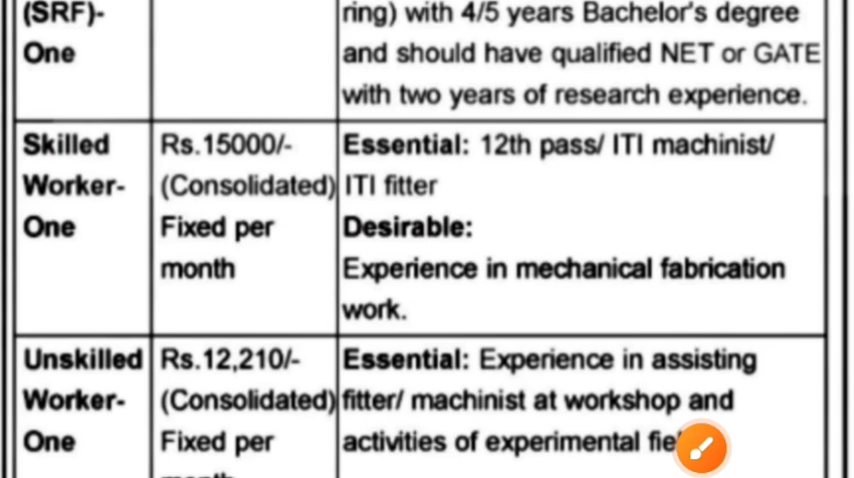 (SRF)-
One
ring) with 4/5 years Bachelor's degree
and should have qualified NET or GATE
with two years of research experience.
Skilled
Worker-
One
Rs.15000/-
(Consolidated)
Fixed per
month
Essential: 12th pass/ ITI machinist/
ITI fitter
Desirable:
Experience in mechanical fabrication
work.
Unskilled
Worker-
One
Rs.12,210/-
(Consolidated)
Fixed per
month
Essential: Experience in assisting
fitter/ machinist at workshop and
activities of experimental